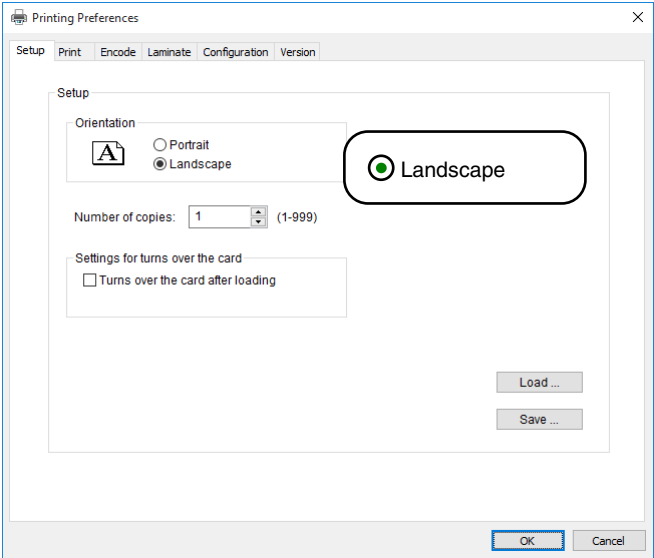 Printing Preferences
Setup Print Encode Laminate Configuration Version
Setup
Orientation
A
Portrait
Landscape
Landscape
Number of copies: 1 (1-999)
Settings for turns over the card
Turns over the card after loading
Load ...
Save ...
OK Cancel